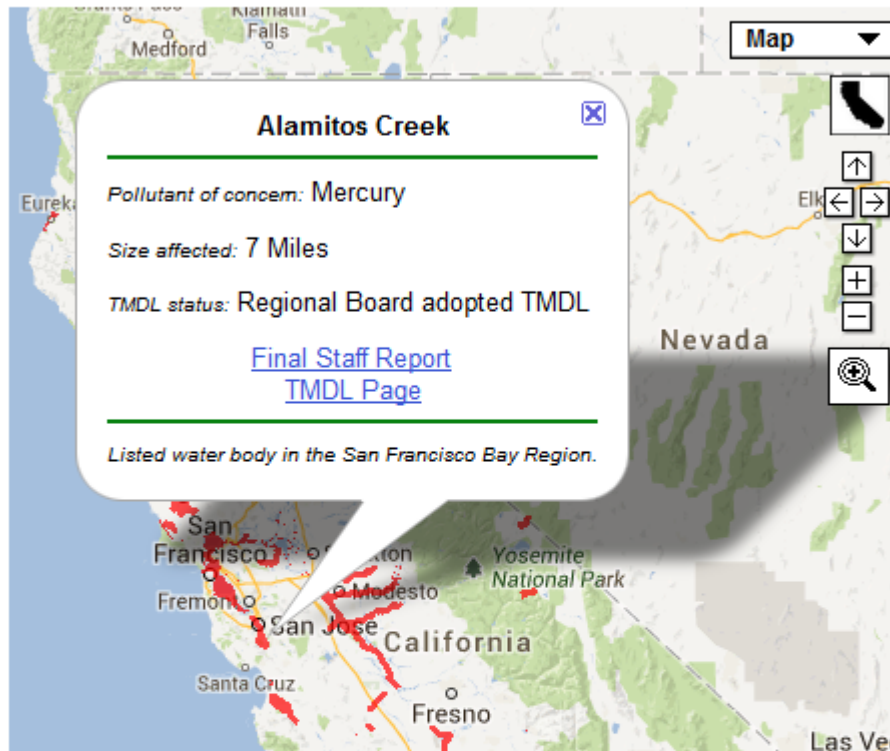 Grants Pass
Klamath
Falls
Medford
Map
Alamitos Creek
Pollutant of concern: Mercury
Size affected: 7 Miles
TMDL status: Regional Board adopted TMDL
Final Staff Report
TMDL Page
Listed water body in the San Francisco Bay Region.
Eureka
Elk
Nevada
San
Francisco
Yosemite
National Park
Modesto
Fremont
San Jose
California
Santa Cruz
Fresno
Las Ve